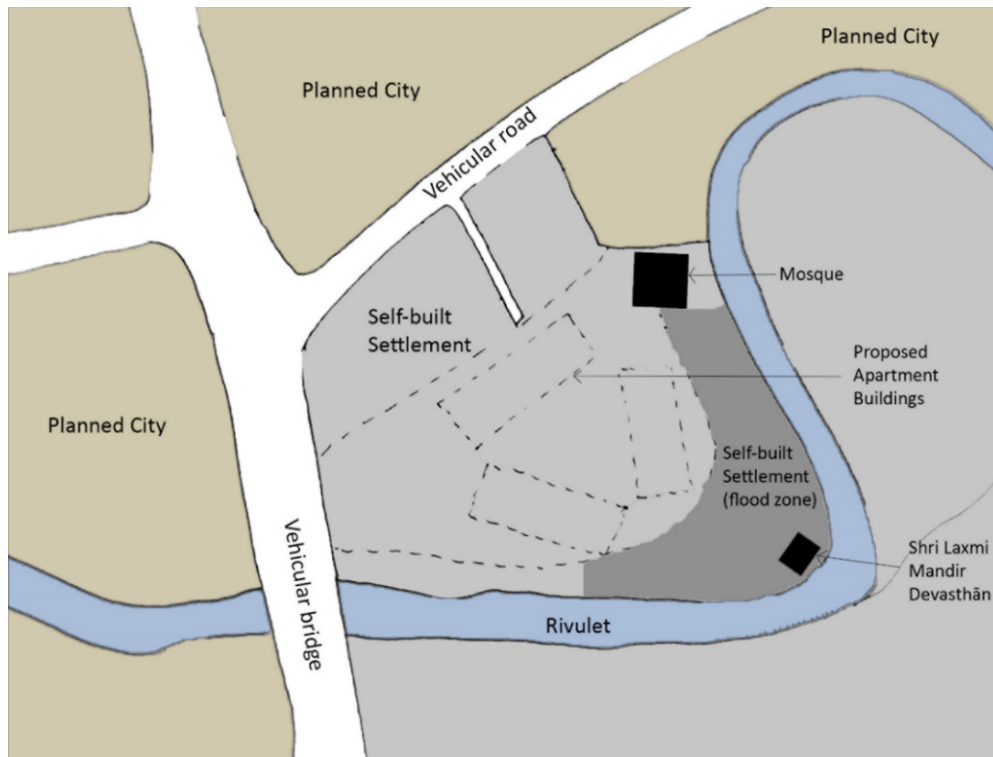 Planned City
Planned City
Vehicular road
Mosque
Self-built
Settlement
Proposed
Apartment
Buildings
Planned City
Self-built
Settlement
(flood zone)
Shri Laxmi
Mandir
Devasthān
Vehicular bridge
Rivulet